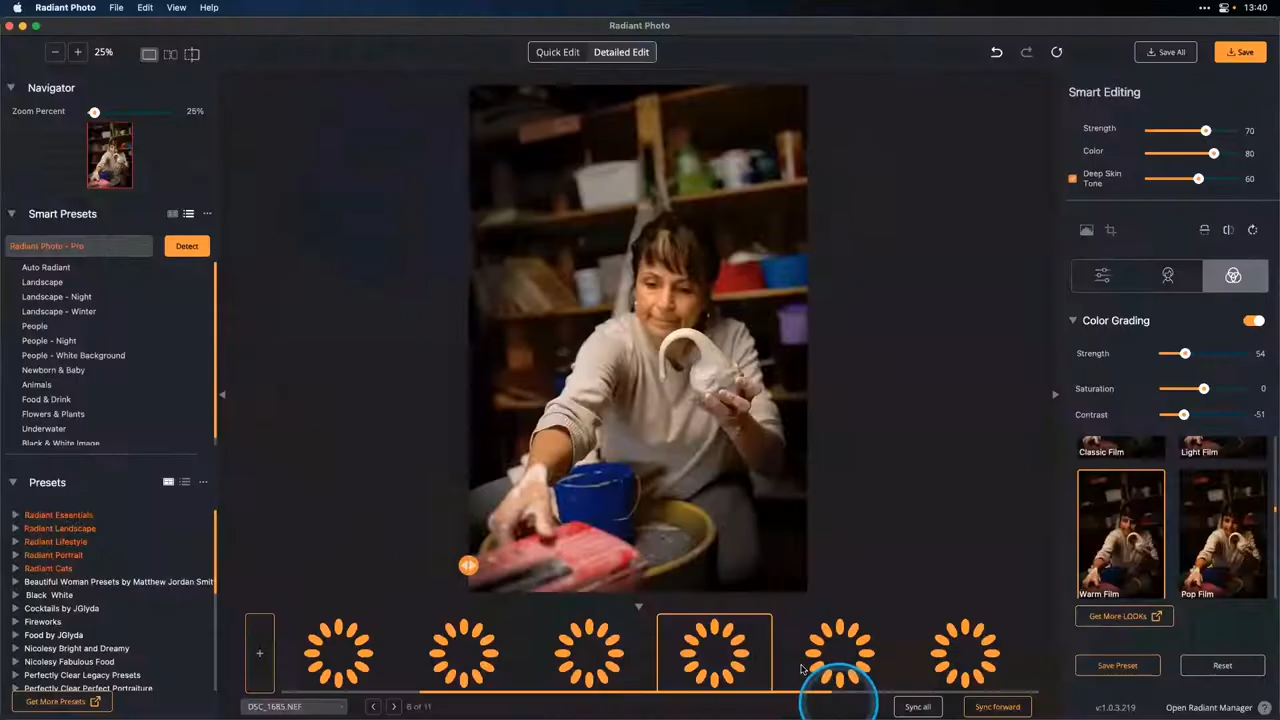 Radiant Photo File Edit View Help 13:40
Radiant Photo
25% Quick Edit Detailed Edit Save All Save
Navigator
Zoom Percent 25%
Smart Presets
Radiant Photo - Pro Detect
Auto Radiant
Landscape
Landscape - Night
Landscape - Winter
People
People - Night
People - White Background
Newborn & Baby
Animals
Food & Drink
Flowers & Plants
Underwater
Black & White Image
Presets
Radiant Essentials
Radiant Landscape
Radiant Lifestyle
Radiant Portrait
Radiant Cats
Beautiful Woman Presets by Matthew Jordan Smit
Black White
Cocktails by JGlyda
Fireworks
Food by JGlyda
Nicolesy Bright and Dreamy
Nicolesy Fabulous Food
Perfectly Clear Legacy Presets
Perfectly Clear Perfect Portraiture
Get More Presets
DSC_1685.NEF 8 of 11 Sync all Sync forward
Smart Editing
Strength 70
Color 80
Deep Skin
Tone 60
Color Grading
Strength 54
Saturation 0
Contrast -51
Classic Film Light Film
Warm Film Pop Film
Get More LOOKs
Save Preset Reset
v:1.0.3.219 Open Radiant Manager ?